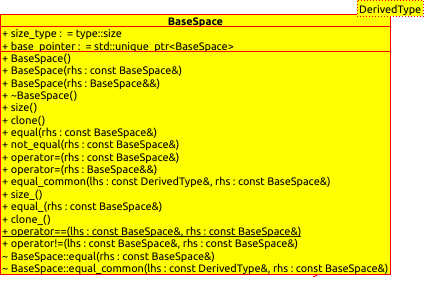 DerivedType
BaseSpace
+ size_type : = type::size
+ base_pointer : = std::unique_ptr<BaseSpace>
+ BaseSpace()
+ BaseSpace(rhs : const BaseSpace&)
+ BaseSpace(rhs : BaseSpace&&)
+ ~BaseSpace()
+ size()
+ clone()
+ equal(rhs : const BaseSpace&)
+ not_equal(rhs : const BaseSpace&)
+ operator=(rhs : const BaseSpace&)
+ operator=(rhs : BaseSpace&&)
+ equal_common(lhs : const DerivedType&, rhs : const BaseSpace&)
+ size_()
+ equal_(rhs : const BaseSpace&)
+ clone_()
+ operator==(lhs : const BaseSpace&, rhs : const BaseSpace&)
+ operator!=(lhs : const BaseSpace&, rhs : const BaseSpace&)
~ BaseSpace::equal(rhs : const BaseSpace&)
~ BaseSpace::equal_common(lhs : const DerivedType&, rhs : const BaseSpace&)